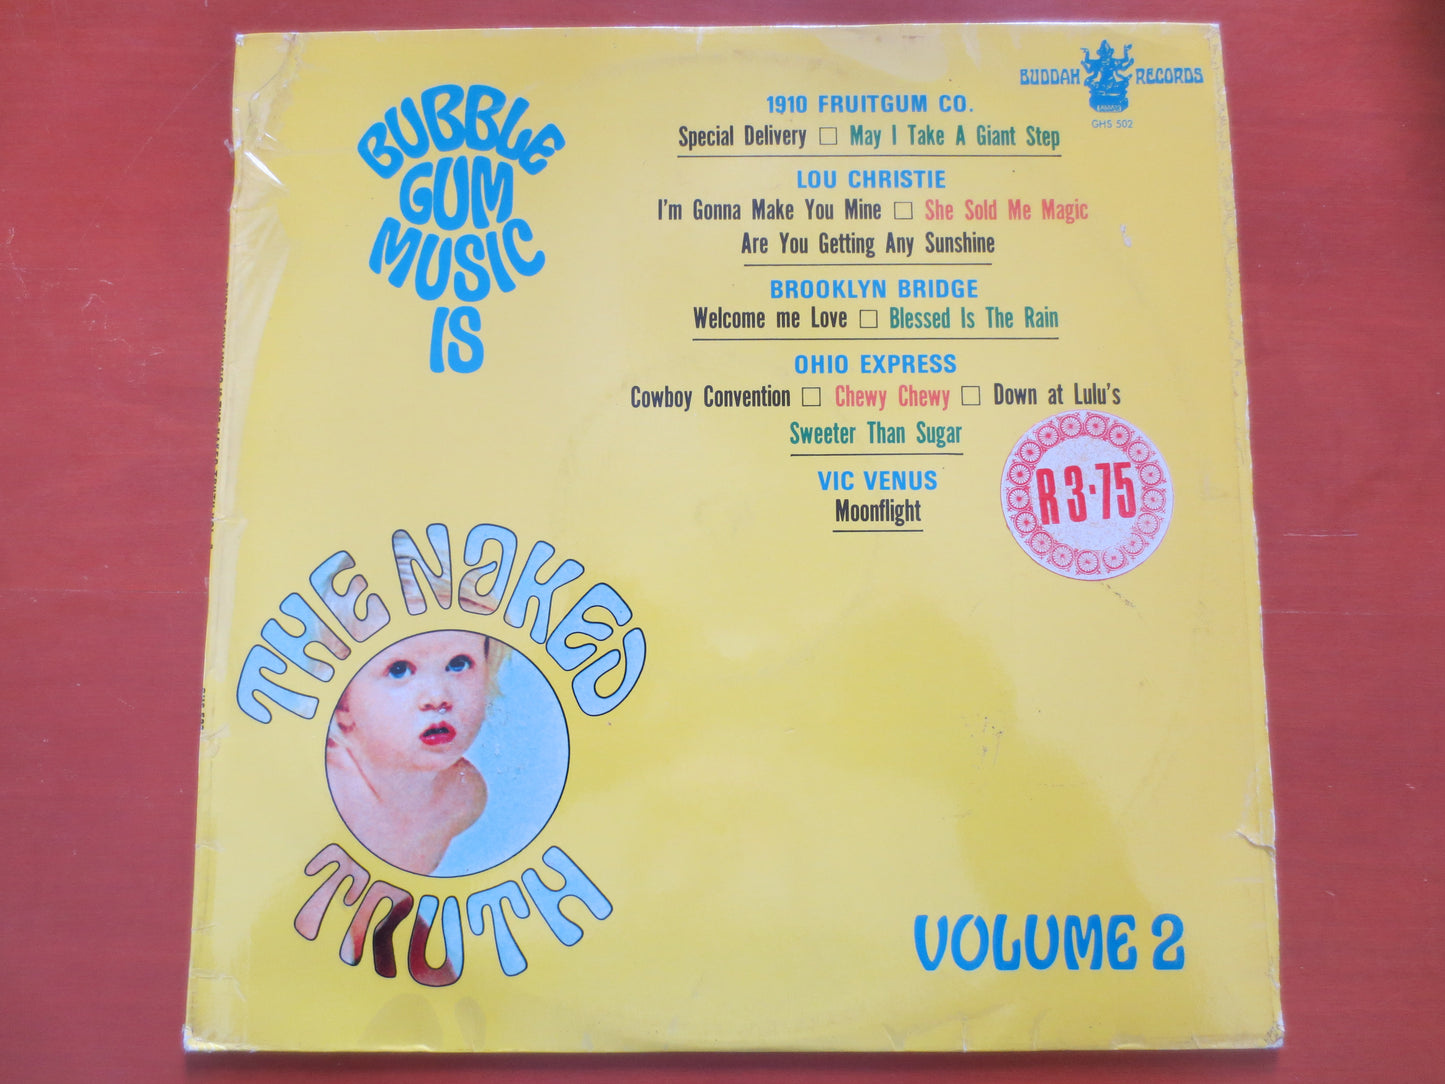 BUBBLE
GUM
MUSIC
IS
BUDDAH RECORDS
GHS 502
1910 FRUITGUM CO.
Special Delivery □ May I Take A Giant Step
LOU CHRISTIE
I'm Gonna Make You Mine □ She Sold Me Magic
Are You Getting Any Sunshine
BROOKLYN BRIDGE
Welcome me Love □ Blessed Is The Rain
OHIO EXPRESS
Cowboy Convention □ Chewy Chewy □ Down at Lulu's
Sweeter Than Sugar
VIC VENUS
Moonflight
R 3·75
THE NAKED
TRUTH
VOLUME 2